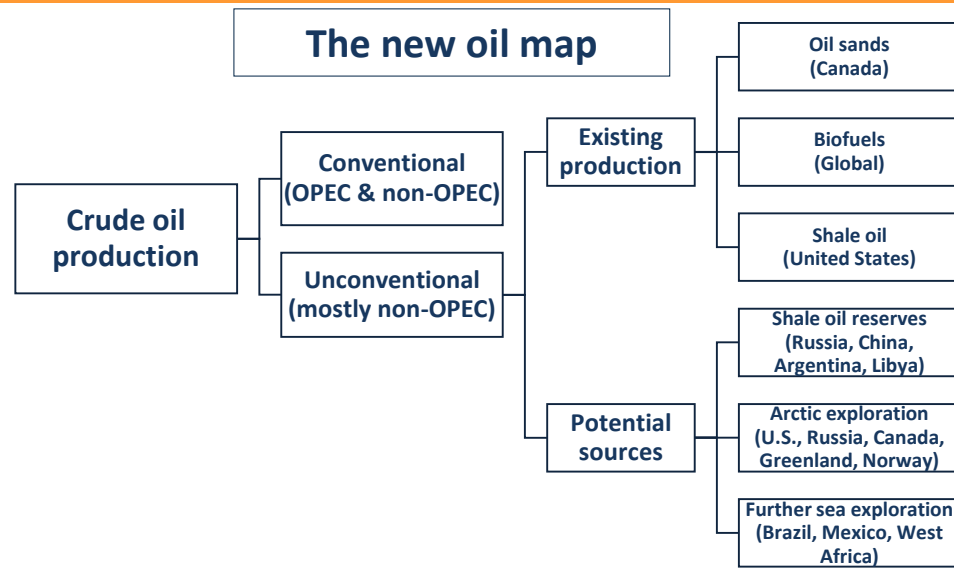 The new oil map
Crude oil
production
Conventional
(OPEC & non-OPEC)
Unconventional
(mostly non-OPEC)
Existing
production
Potential
sources
Oil sands
(Canada)
Biofuels
(Global)
Shale oil
(United States)
Shale oil reserves
(Russia, China,
Argentina, Libya)
Arctic exploration
(U.S., Russia, Canada,
Greenland, Norway)
Further sea exploration
(Brazil, Mexico, West
Africa)